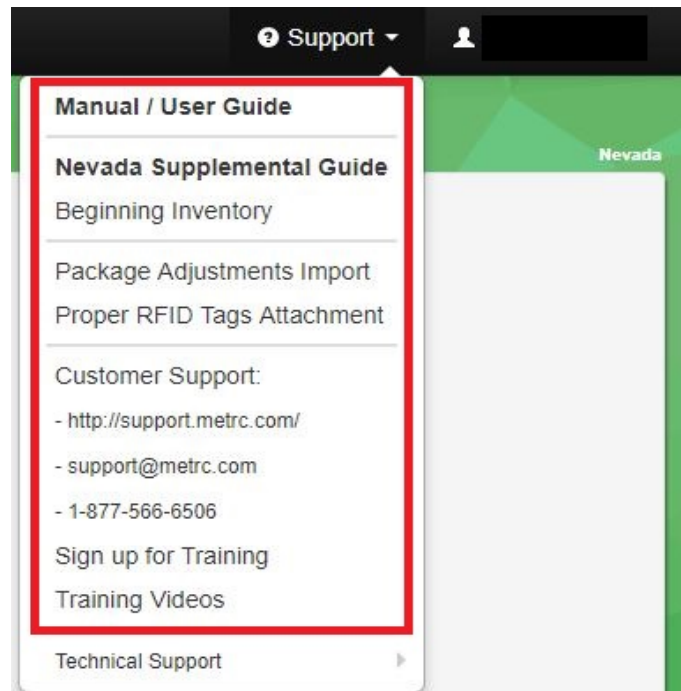 Support
Manual / User Guide
Nevada
Nevada Supplemental Guide
Beginning Inventory
Package Adjustments Import
Proper RFID Tags Attachment
Customer Support:
- http://support.metrc.com/
- support@metrc.com
- 1-877-566-6506
Sign up for Training
Training Videos
Technical Support